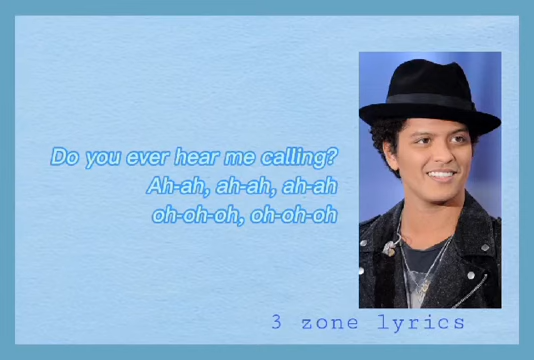 Do you ever hear me calling?
Ah-ah, ah-ah, ah-ah
oh-oh-oh, oh-oh-oh
3 zone lyrics